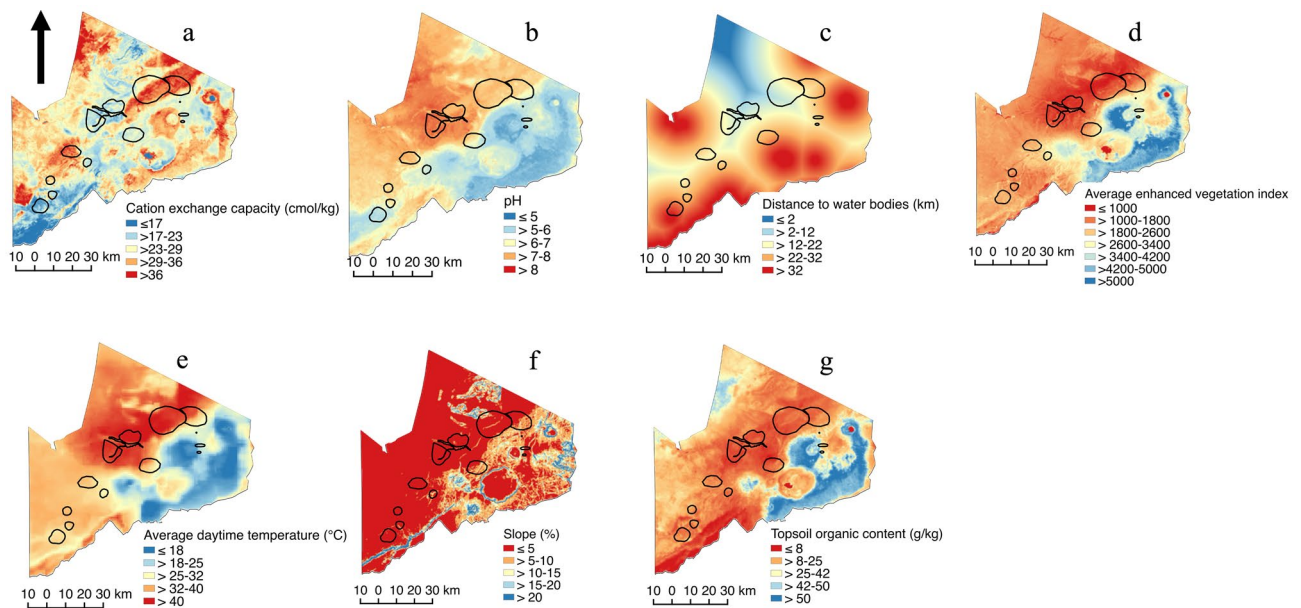 a
Cation exchange capacity (cmol/kg)
≤17
>17-23
>23-29
>29-36
>36
10 0 10 20 30 km
b
pH
≤ 5
> 5-6
> 6-7
> 7-8
> 8
10 0 10 20 30 km
c
Distance to water bodies (km)
≤ 2
> 2-12
> 12-22
> 22-32
> 32
10 0 10 20 30 km
d
Average enhanced vegetation index
≤ 1000
> 1000-1800
> 1800-2600
> 2600-3400
> 3400-4200
>4200-5000
>5000
10 0 10 20 30 km
e
Average daytime temperature (°C)
≤ 18
> 18-25
> 25-32
> 32-40
> 40
10 0 10 20 30 km
f
Slope (%)
≤ 5
> 5-10
> 10-15
> 15-20
> 20
10 0 10 20 30 km
g
Topsoil organic content (g/kg)
≤ 8
> 8-25
> 25-42
> 42-50
> 50
10 0 10 20 30 km